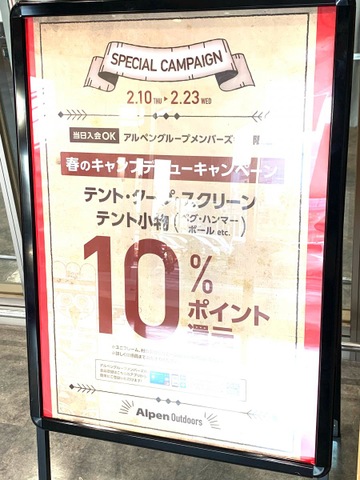 SPECIAL CAMPAIGN
2.10 THU ▸ 2.23 WED
当日入会OK アルペングループメンバーズ
春のキャンプデビューキャンペーン
テント・タープ・スクリーン
テント小物(ペグ・ハンマー・
ポール etc.)
10%
ポイント
還元
Alpen Outdoors